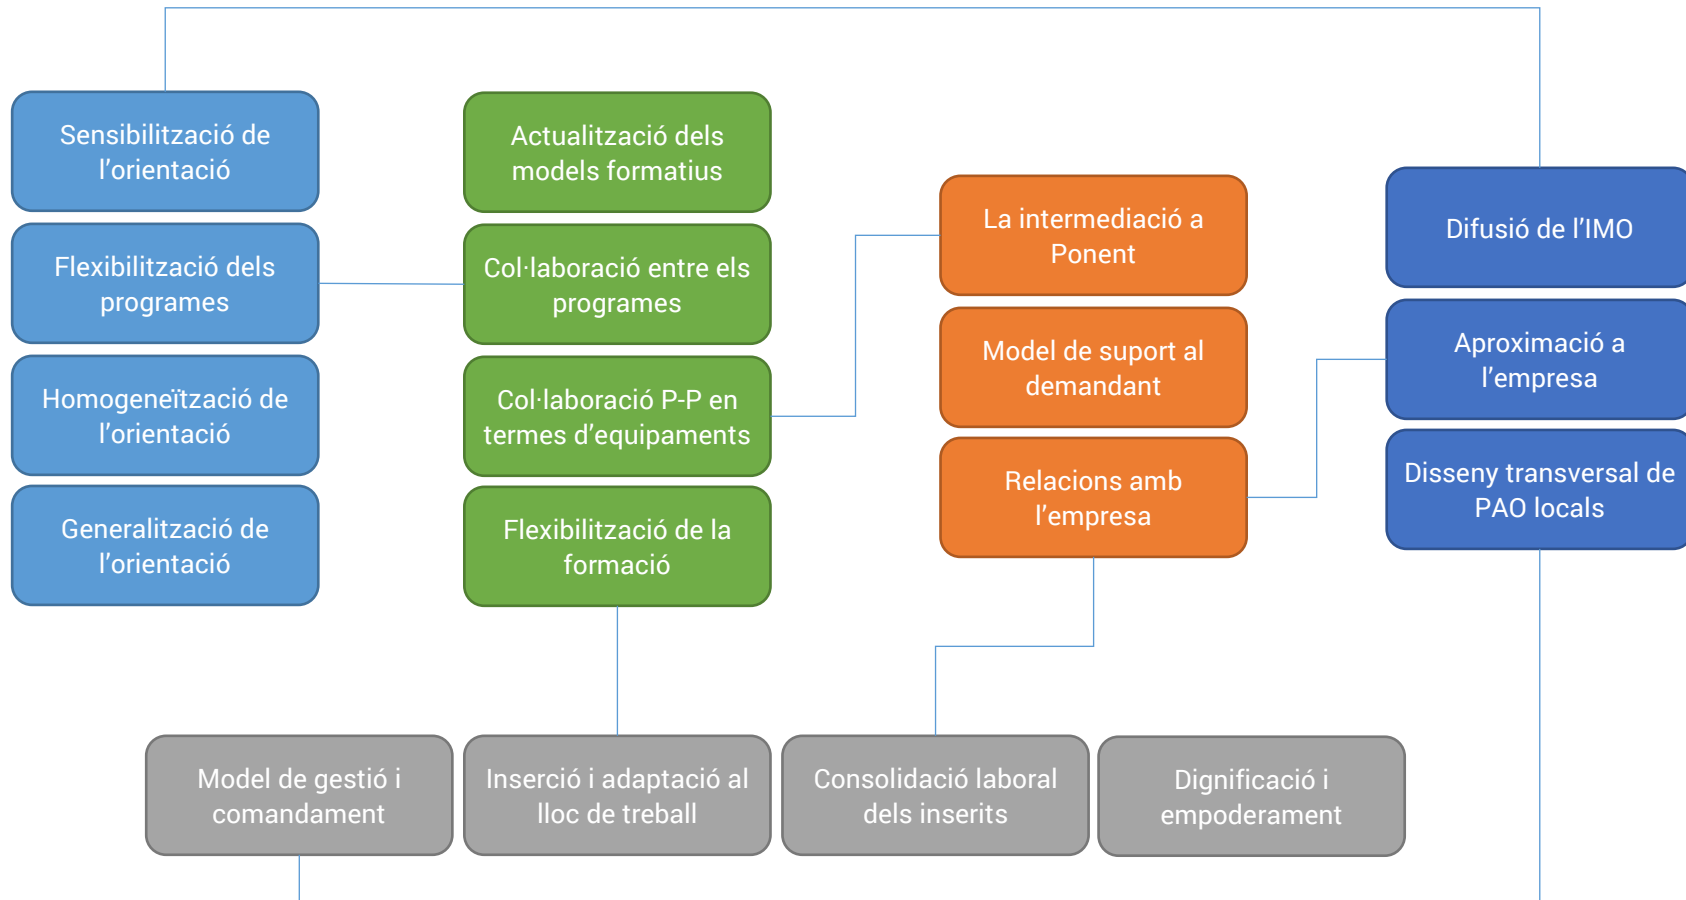 Sensibilització de
l'orientació
Flexibilització dels
programes
Homogeneïtzació de
l'orientació
Generalització de
l'orientació
Actualització dels
models formatius
Col·laboració entre els
programes
Col·laboració P-P en
termes d'equipaments
Flexibilització de la
formació
La intermediació a
Ponent
Model de suport al
demandant
Relacions amb
l'empresa
Difusió de l'IMO
Aproximació a
l'empresa
Disseny transversal de
PAO locals
Model de gestió i
comandament
Inserció i adaptació al
lloc de treball
Consolidació laboral
dels inserits
Dignificació i
empoderament